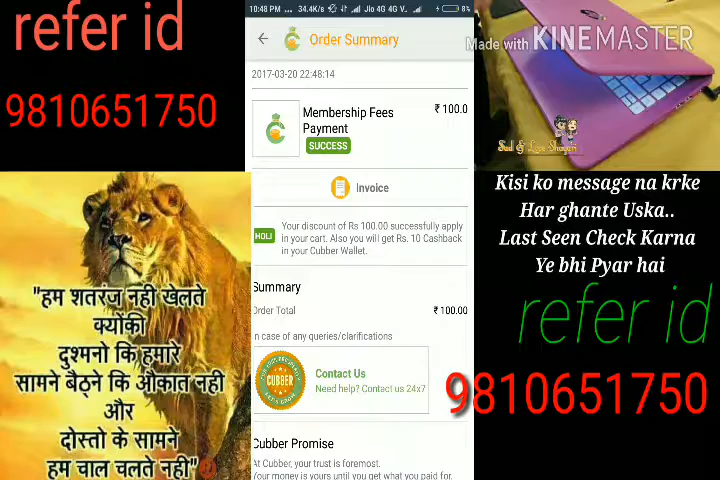 refer id
9810651750
"हम शतरंज नही खेलते
क्योंकी
दुश्मनो कि हमारे
सामने बैठने कि औकात नही
और
दोस्तो के सामने
हम चाल चलते नही"
10:48 PM ... 34.4K/s Jio 4G 4G V... 8%
Order Summary
2017-03-20 22:48:14
Membership Fees ₹ 100.0
Payment
SUCCESS
Invoice
HOLI
Your discount of Rs 100.00 successfully apply
in your cart. Also you will get Rs. 10 Cashback
in your Cubber Wallet.
Summary
Order Total ₹ 100.00
n case of any queries/clarifications
CUBBER
Contact Us
Need help? Contact us 24x7
Cubber Promise
At Cubber, your trust is foremost.
Your money is yours until you get what you paid for.
Made with KINEMASTER
Sad & Love Shayari
Kisi ko message na krke
Har ghante Uska..
Last Seen Check Karna
Ye bhi Pyar hai
refer id
9810651750